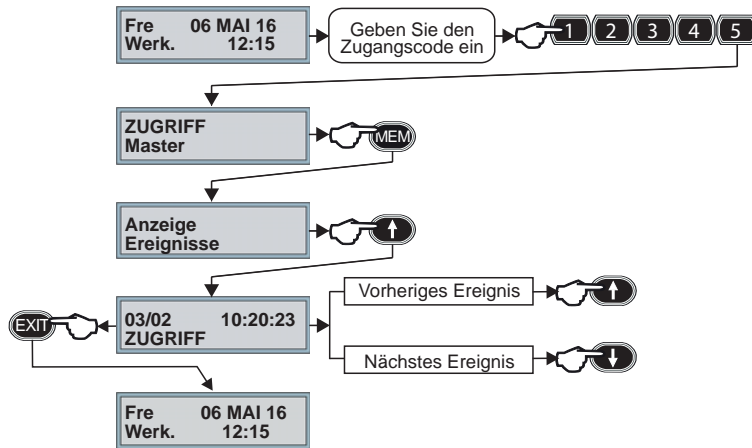 Fre 06 MAI 16
Werk. 12:15
Geben Sie den
Zugangscode ein
1 2 3 4 5
ZUGRIFF
Master
MEM
Anzeige
Ereignisse
03/02 10:20:23
ZUGRIFF
EXIT
Vorheriges Ereignis
Nächstes Ereignis
Fre 06 MAI 16
Werk. 12:15